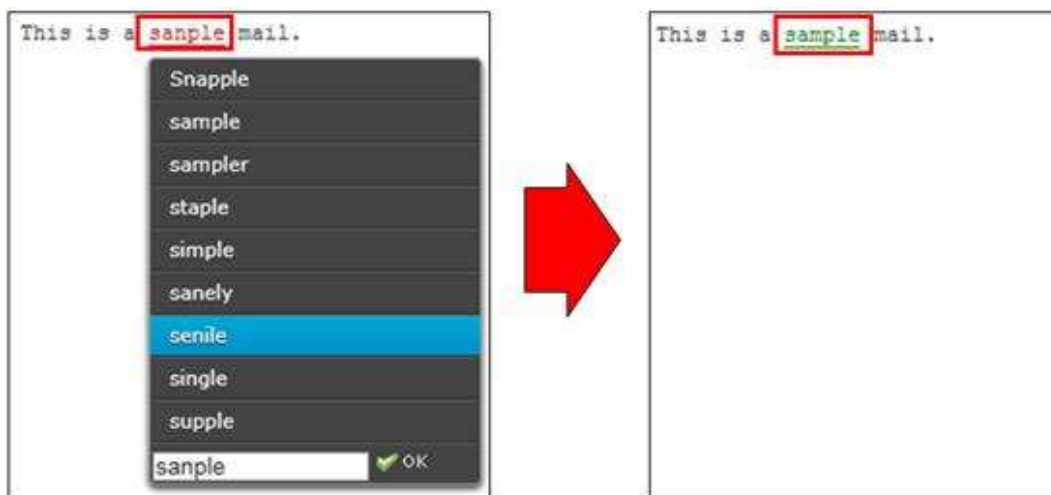 This is a sanple mail.
Snapple
sample
sampler
staple
simple
sanely
senile
single
supple
sanple OK
This is a sample mail.